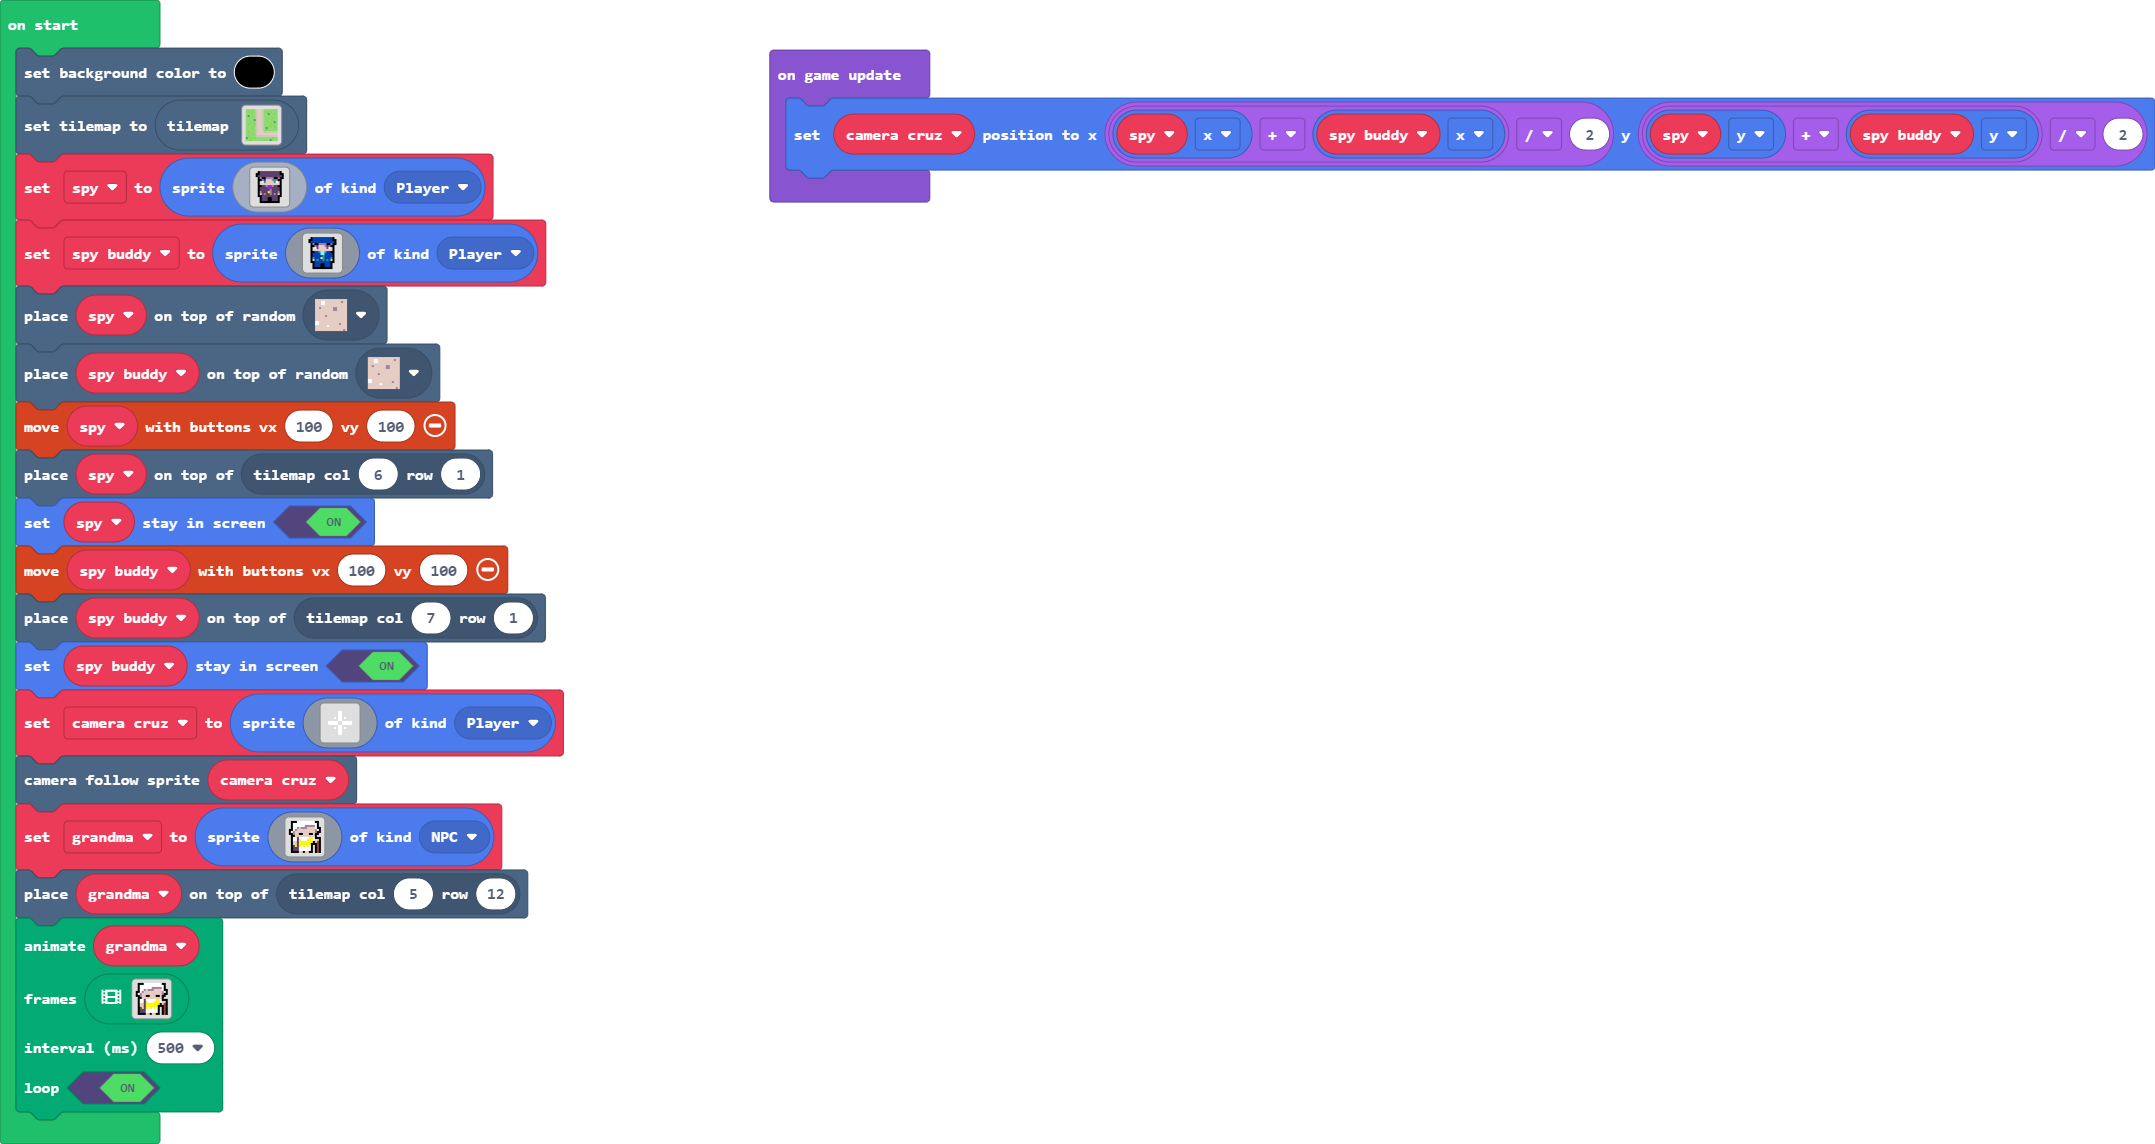 on start
set background color to
set tilemap to tilemap
set spy to sprite of kind Player
set spy buddy to sprite of kind Player
place spy on top of random
place spy buddy on top of random
move spy with buttons vx 100 vy 100
place spy on top of tilemap col 6 row 1
set spy stay in screen ON
move spy buddy with buttons vx 100 vy 100
place spy buddy on top of tilemap col 7 row 1
set spy buddy stay in screen ON
set camera cruz to sprite of kind Player
camera follow sprite camera cruz
set grandma to sprite of kind NPC
place grandma on top of tilemap col 5 row 12
animate grandma
frames
interval (ms) 500
loop ON
on game update
set camera cruz position to x spy x + spy buddy x / 2 y spy y + spy buddy y / 2